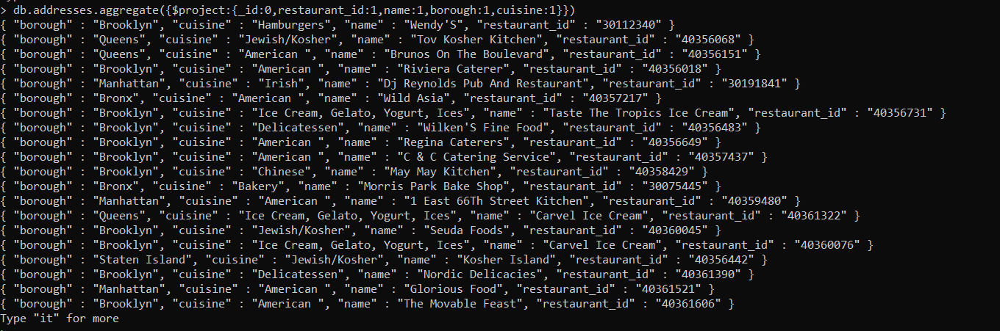 > db.addresses.aggregate({$project:{_id:0,restaurant_id:1,name:1,borough:1,cuisine:1}})
{ "borough" : "Brooklyn", "cuisine" : "Hamburgers", "name" : "Wendy'S", "restaurant_id" : "30112340" }
{ "borough" : "Queens", "cuisine" : "Jewish/Kosher", "name" : "Tov Kosher Kitchen", "restaurant_id" : "40356068" }
{ "borough" : "Queens", "cuisine" : "American ", "name" : "Brunos On The Boulevard", "restaurant_id" : "40356151" }
{ "borough" : "Brooklyn", "cuisine" : "American ", "name" : "Riviera Caterer", "restaurant_id" : "40356018" }
{ "borough" : "Manhattan", "cuisine" : "Irish", "name" : "Dj Reynolds Pub And Restaurant", "restaurant_id" : "30191841" }
{ "borough" : "Bronx", "cuisine" : "American ", "name" : "Wild Asia", "restaurant_id" : "40357217" }
{ "borough" : "Brooklyn", "cuisine" : "Ice Cream, Gelato, Yogurt, Ices", "name" : "Taste The Tropics Ice Cream", "restaurant_id" : "40356731" }
{ "borough" : "Brooklyn", "cuisine" : "Delicatessen", "name" : "Wilken'S Fine Food", "restaurant_id" : "40356483" }
{ "borough" : "Brooklyn", "cuisine" : "American ", "name" : "Regina Caterers", "restaurant_id" : "40356649" }
{ "borough" : "Brooklyn", "cuisine" : "American ", "name" : "C & C Catering Service", "restaurant_id" : "40357437" }
{ "borough" : "Brooklyn", "cuisine" : "Chinese", "name" : "May May Kitchen", "restaurant_id" : "40358429" }
{ "borough" : "Bronx", "cuisine" : "Bakery", "name" : "Morris Park Bake Shop", "restaurant_id" : "30075445" }
{ "borough" : "Manhattan", "cuisine" : "American ", "name" : "1 East 66Th Street Kitchen", "restaurant_id" : "40359480" }
{ "borough" : "Queens", "cuisine" : "Ice Cream, Gelato, Yogurt, Ices", "name" : "Carvel Ice Cream", "restaurant_id" : "40361322" }
{ "borough" : "Brooklyn", "cuisine" : "Jewish/Kosher", "name" : "Seuda Foods", "restaurant_id" : "40360045" }
{ "borough" : "Brooklyn", "cuisine" : "Ice Cream, Gelato, Yogurt, Ices", "name" : "Carvel Ice Cream", "restaurant_id" : "40360076" }
{ "borough" : "Staten Island", "cuisine" : "Jewish/Kosher", "name" : "Kosher Island", "restaurant_id" : "40356442" }
{ "borough" : "Brooklyn", "cuisine" : "Delicatessen", "name" : "Nordic Delicacies", "restaurant_id" : "40361390" }
{ "borough" : "Manhattan", "cuisine" : "American ", "name" : "Glorious Food", "restaurant_id" : "40361521" }
{ "borough" : "Brooklyn", "cuisine" : "American ", "name" : "The Movable Feast", "restaurant_id" : "40361606" }
Type "it" for more